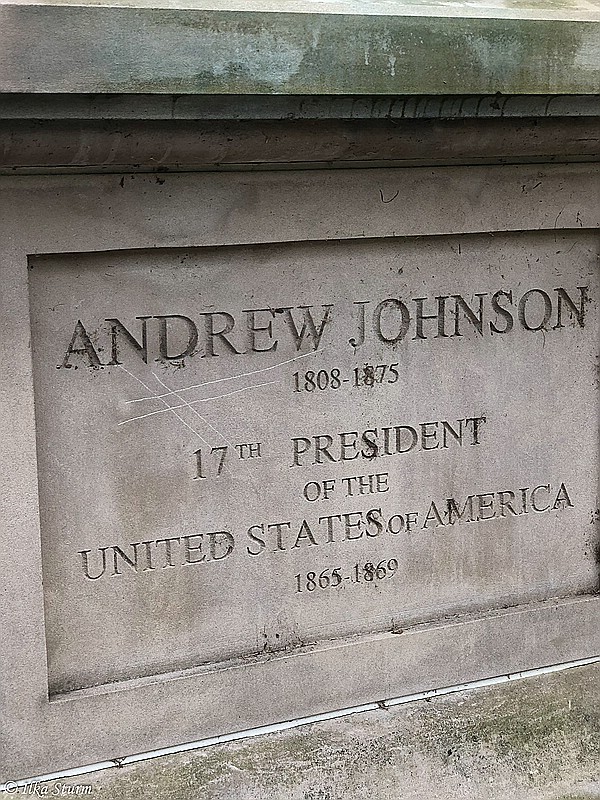 ANDREW JOHNSON
1808-1875
17TH PRESIDENT
OF THE
UNITED STATES OF AMERICA
1865-1869
© Ilka Sturm